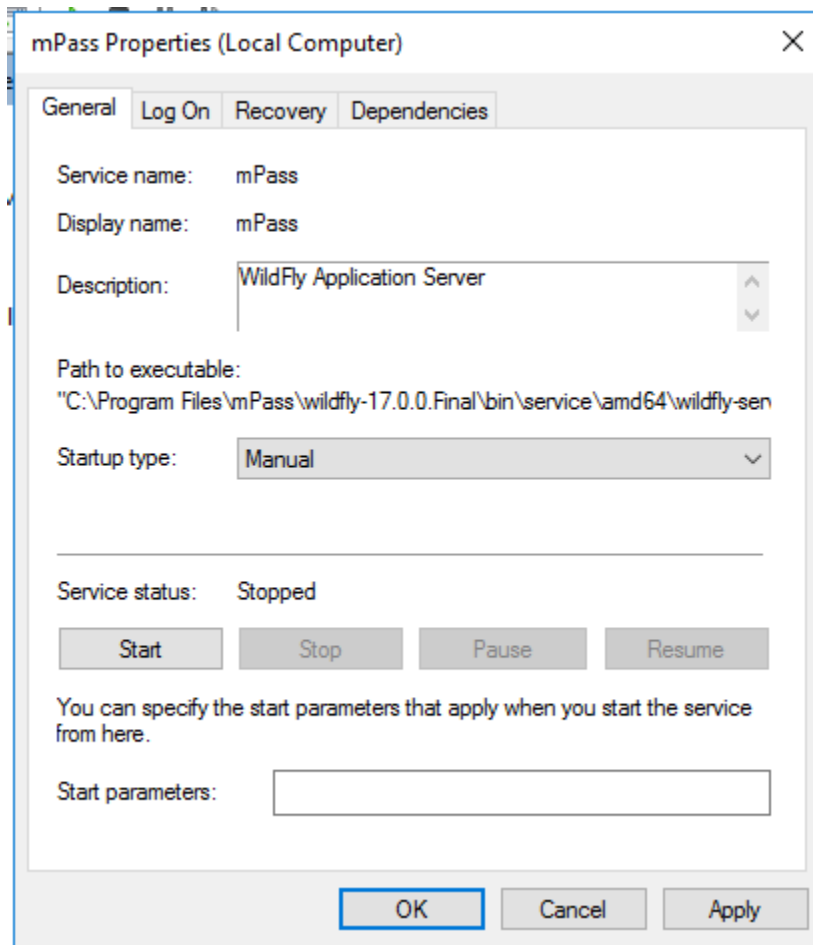 mPass Properties (Local Computer)
General Log On Recovery Dependencies
Service name: mPass
Display name: mPass
Description: WildFly Application Server
Path to executable:
"C:\Program Files\mPass\wildfly-17.0.0.Final\bin\service\amd64\wildfly-serv
Startup type: Manual
Service status: Stopped
Start Stop Pause Resume
You can specify the start parameters that apply when you start the service
from here.
Start parameters:
OK Cancel Apply